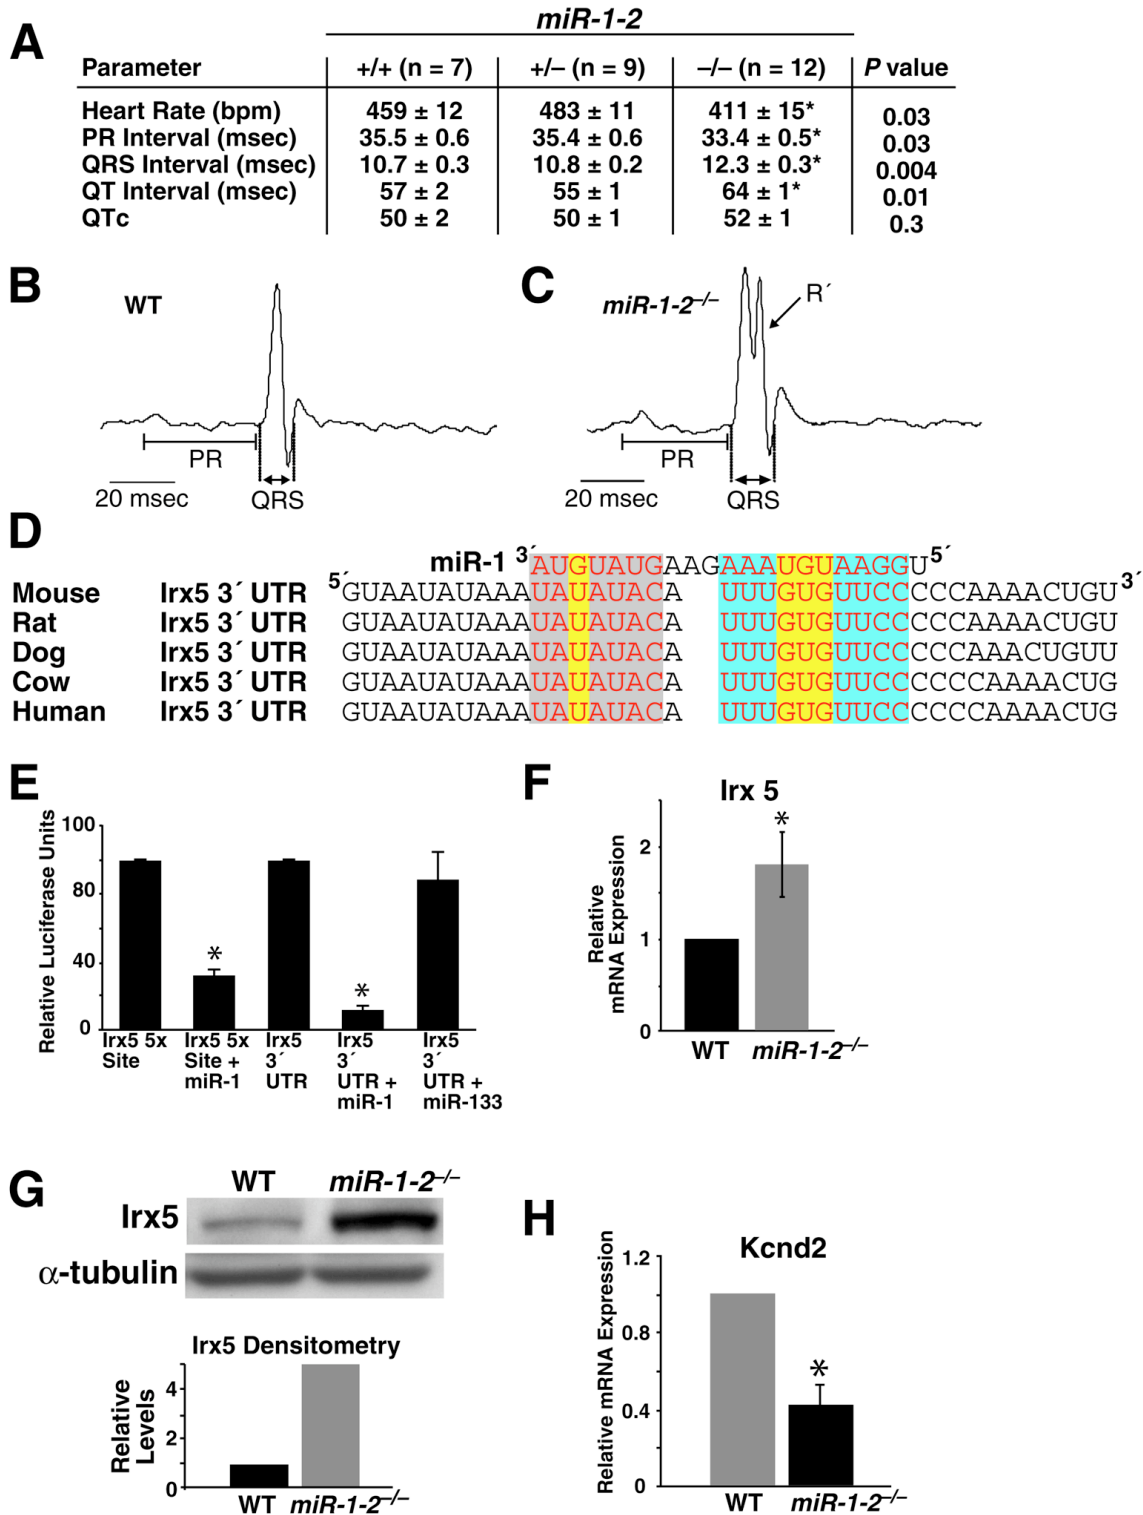 A
miR-1-2
Parameter +/+ (n = 7) +/– (n = 9) –/– (n = 12) P value
Heart Rate (bpm) 459 ± 12 483 ± 11 411 ± 15* 0.03
PR Interval (msec) 35.5 ± 0.6 35.4 ± 0.6 33.4 ± 0.5* 0.03
QRS Interval (msec) 10.7 ± 0.3 10.8 ± 0.2 12.3 ± 0.3* 0.004
QT Interval (msec) 57 ± 2 55 ± 1 64 ± 1* 0.01
QTc 50 ± 2 50 ± 1 52 ± 1 0.3
B
WT
PR
QRS
20 msec
C
miR-1-2–/–
R´
PR
QRS
20 msec
D
miR-1 3´ AUGUAUGAAGAAAUGUAAGGU 5´
Mouse Irx5 3´ UTR 5´ GUAAUAUAAAUAUAUACA UUUGUGUUCCCCCAAAACUGU 3´
Rat Irx5 3´ UTR GUAAUAUAAAUAUAUACA UUUGUGUUCCCCCAAAACUGU
Dog Irx5 3´ UTR GUAAUAUAAAUAUAUACA UUUGUGUUCCCCCAAACUGUU
Cow Irx5 3´ UTR GUAAUAUAAAUAUAUACA UUUGUGUUCCCCCCAAAACUG
Human Irx5 3´ UTR GUAAUAUAAAUAUAUACA UUUGUGUUCCCCCCAAAACUG
E
Relative Luciferase Units
100
80
40
0
* *
Irx5 5x Site
Irx5 5x Site + miR-1
Irx5 3´ UTR
Irx5 3´ UTR + miR-1
Irx5 3´ UTR + miR-133
F
Irx 5
Relative mRNA Expression
2
1
0
*
WT miR-1-2–/–
G
WT miR-1-2–/–
Irx5
α-tubulin
Irx5 Densitometry
Relative Levels
4
2
0
WT miR-1-2–/–
H
Kcnd2
Relative mRNA Expression
1.2
0.8
0.4
0
*
WT miR-1-2–/–